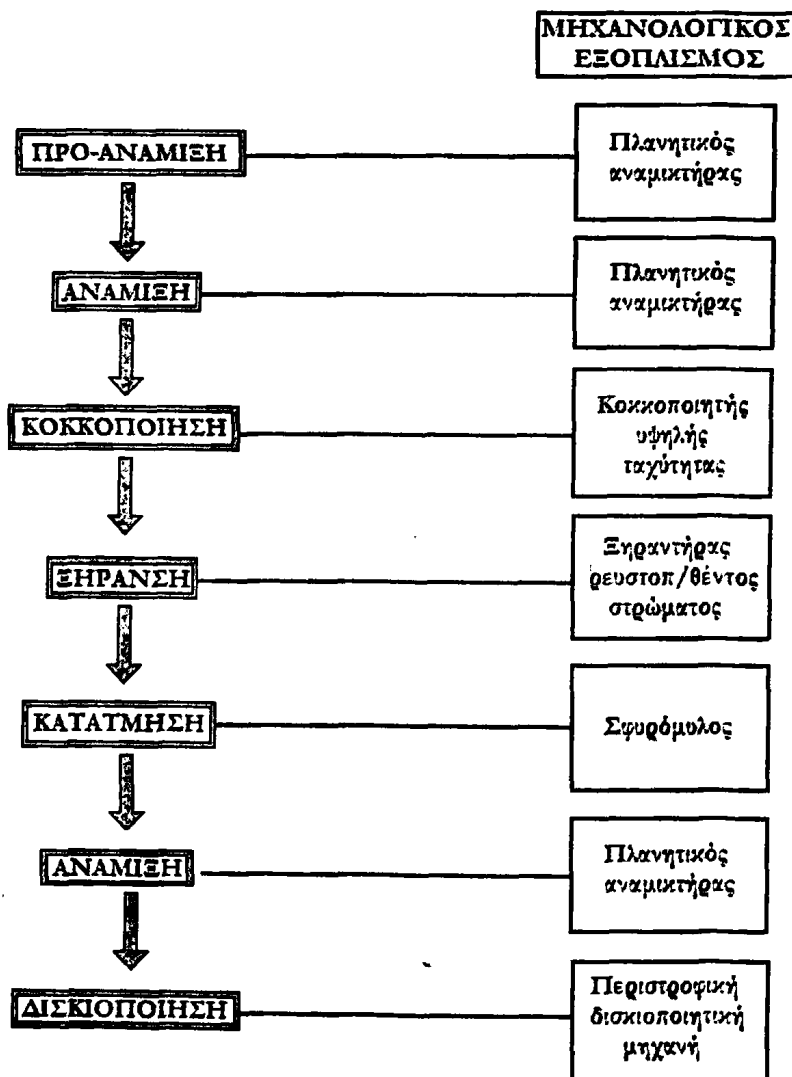 ΜΗΧΑΝΟΛΟΓΙΚΟΣ
ΕΞΟΠΛΙΣΜΟΣ
ΠΡΟ-ΑΝΑΜΙΞΗ
Πλανητικός
αναμικτήρας
ΑΝΑΜΙΞΗ
Πλανητικός
αναμικτήρας
ΚΟΚΚΟΠΟΙΗΣΗ
Κοκκοποιητής
υψηλής
ταχύτητας
ΞΗΡΑΝΣΗ
Ξηραντήρας
ρευστοπ/θέντος
στρώματος
ΚΑΤΑΤΜΗΣΗ
Σφυρόμυλος
ΑΝΑΜΙΞΗ
Πλανητικός
αναμικτήρας
ΔΙΣΚΙΟΠΟΙΗΣΗ
Περιστροφική
δισκιοποιητική
μηχανή